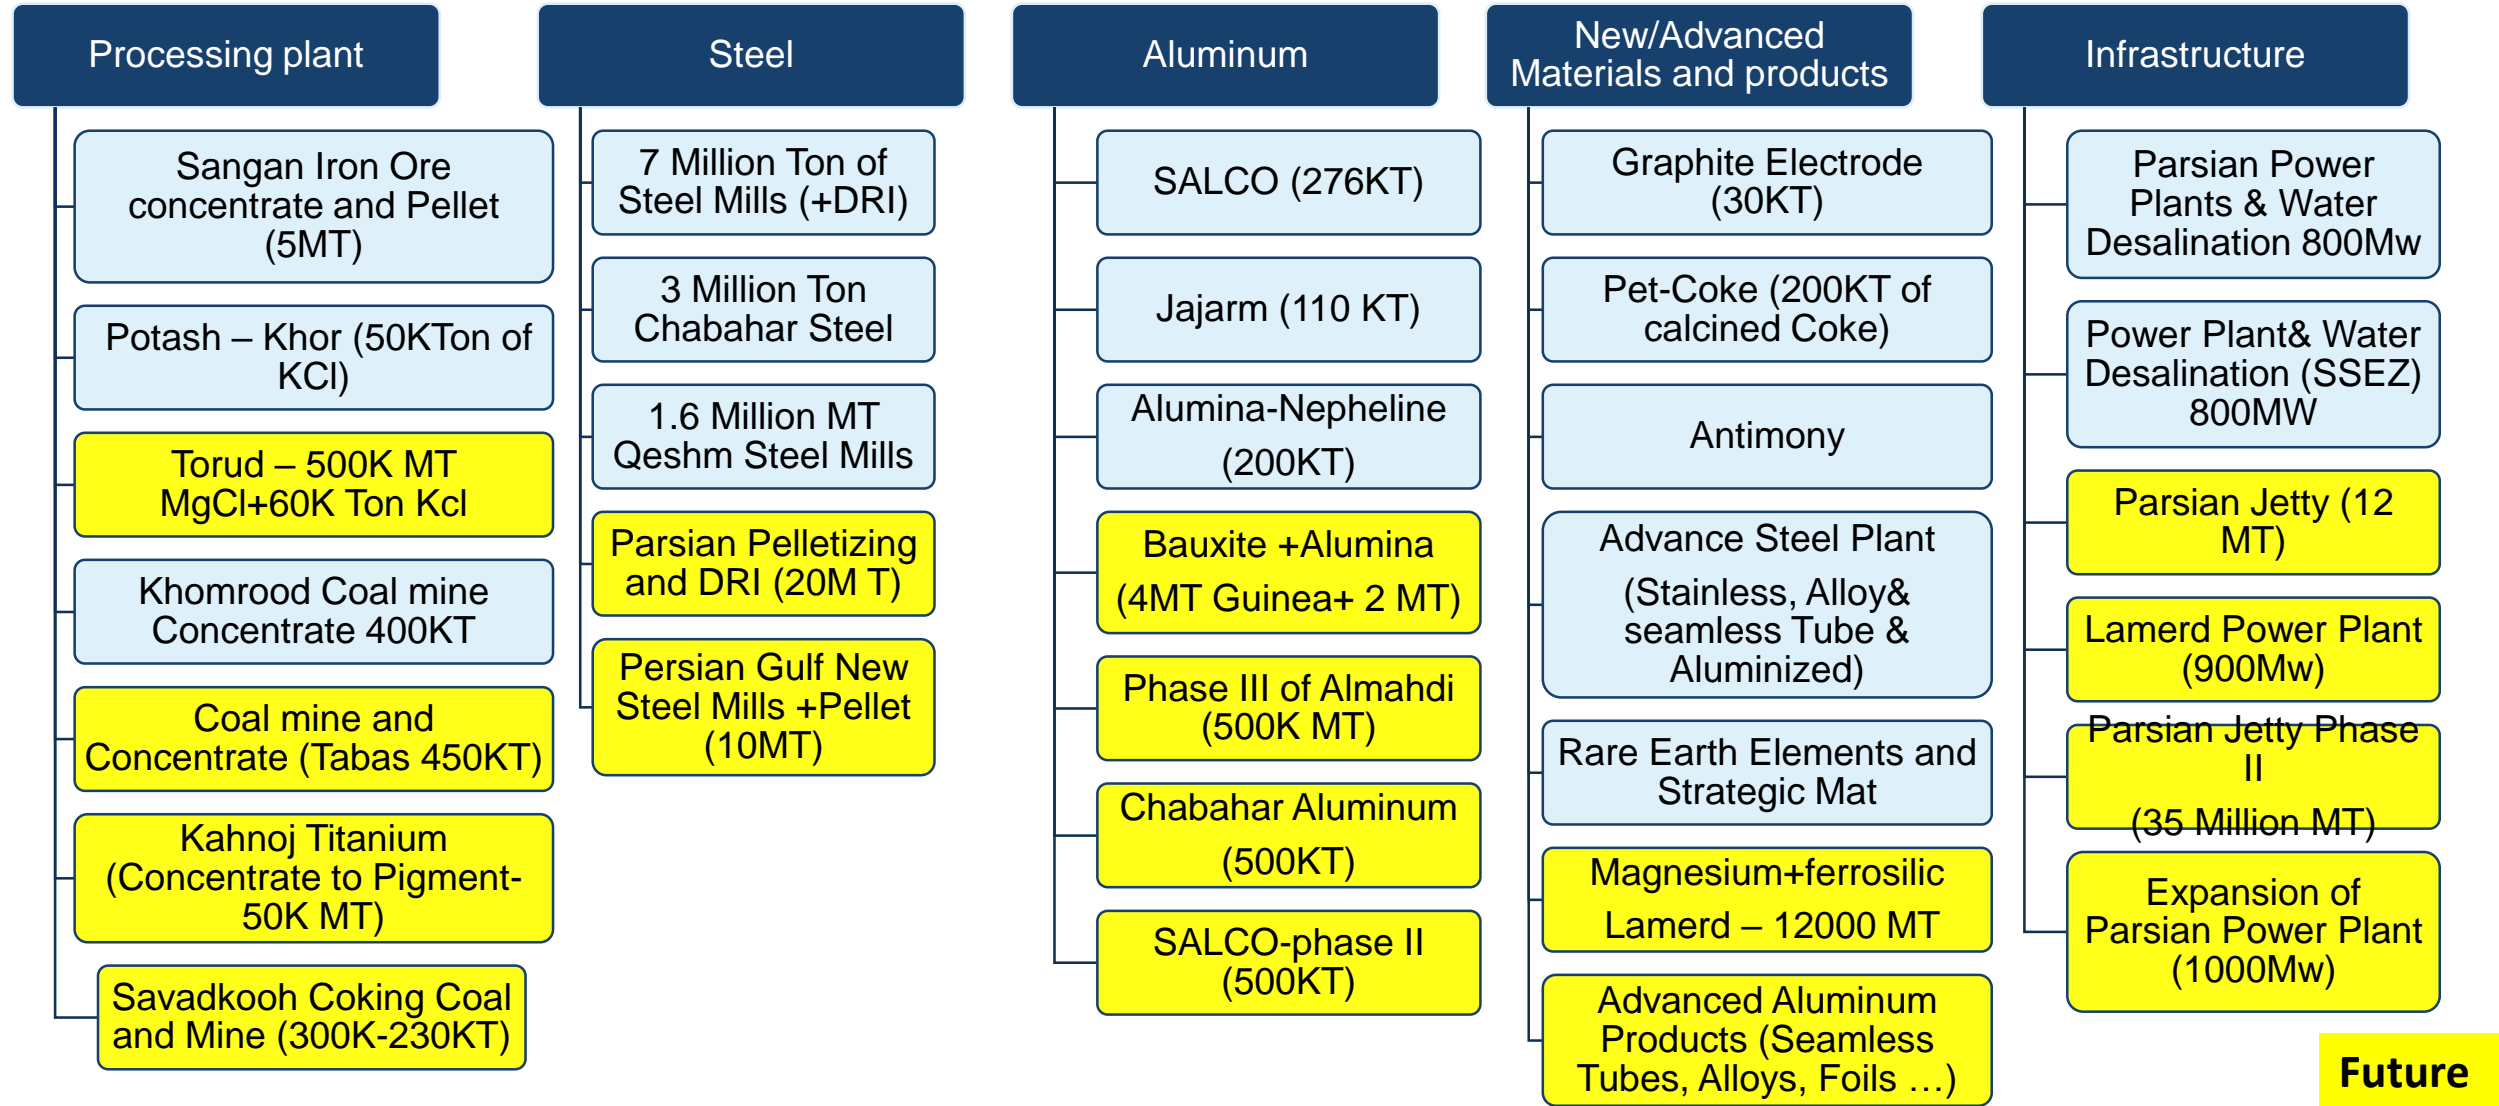 Processing plant
Sangan Iron Ore
concentrate and Pellet
(5MT)
Potash – Khor (50KTon of
KCl)
Torud – 500K MT
MgCl+60K Ton Kcl
Khomrood Coal mine
Concentrate 400KT
Coal mine and
Concentrate (Tabas 450KT)
Kahnoj Titanium
(Concentrate to Pigment-
50K MT)
Savadkooh Coking Coal
and Mine (300K-230KT)
Steel
7 Million Ton of
Steel Mills (+DRI)
3 Million Ton
Chabahar Steel
1.6 Million MT
Qeshm Steel Mills
Parsian Pelletizing
and DRI (20M T)
Persian Gulf New
Steel Mills +Pellet
(10MT)
Aluminum
SALCO (276KT)
Jajarm (110 KT)
Alumina-Nepheline
(200KT)
Bauxite +Alumina
(4MT Guinea+ 2 MT)
Phase III of Almahdi
(500K MT)
Chabahar Aluminum
(500KT)
SALCO-phase II
(500KT)
New/Advanced
Materials and products
Graphite Electrode
(30KT)
Pet-Coke (200KT of
calcined Coke)
Antimony
Advance Steel Plant
(Stainless, Alloy&
seamless Tube &
Aluminized)
Rare Earth Elements and
Strategic Mat
Magnesium+ferrosilic
Lamerd – 12000 MT
Advanced Aluminum
Products (Seamless
Tubes, Alloys, Foils …)
Infrastructure
Parsian Power
Plants & Water
Desalination 800Mw
Power Plant& Water
Desalination (SSEZ)
800MW
Parsian Jetty (12
MT)
Lamerd Power Plant
(900Mw)
Parsian Jetty Phase
II
(35 Million MT)
Expansion of
Parsian Power Plant
(1000Mw)
Future